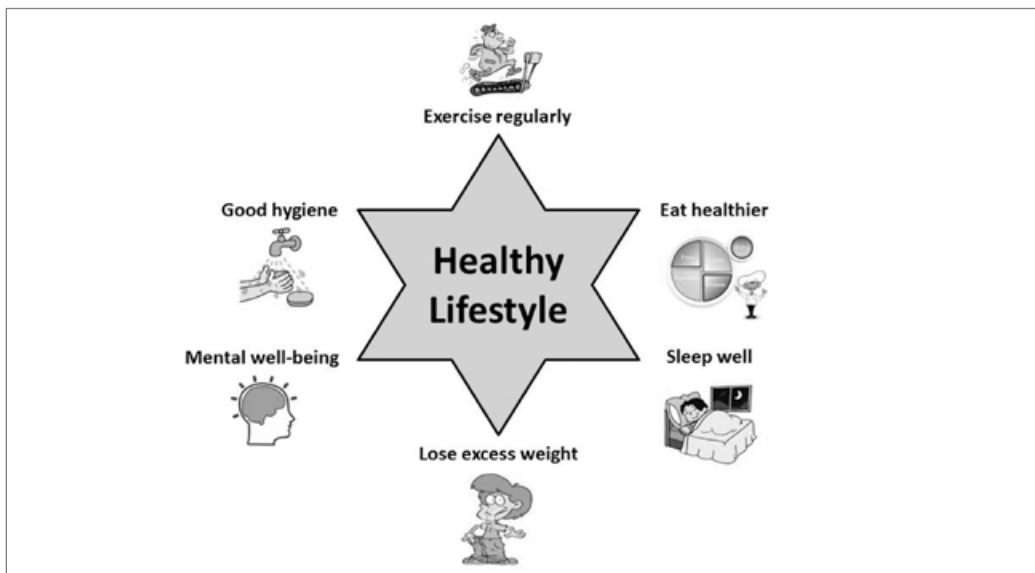 Exercise regularly
Good hygiene
Eat healthier
Healthy
Lifestyle
Mental well-being
Sleep well
Lose excess weight